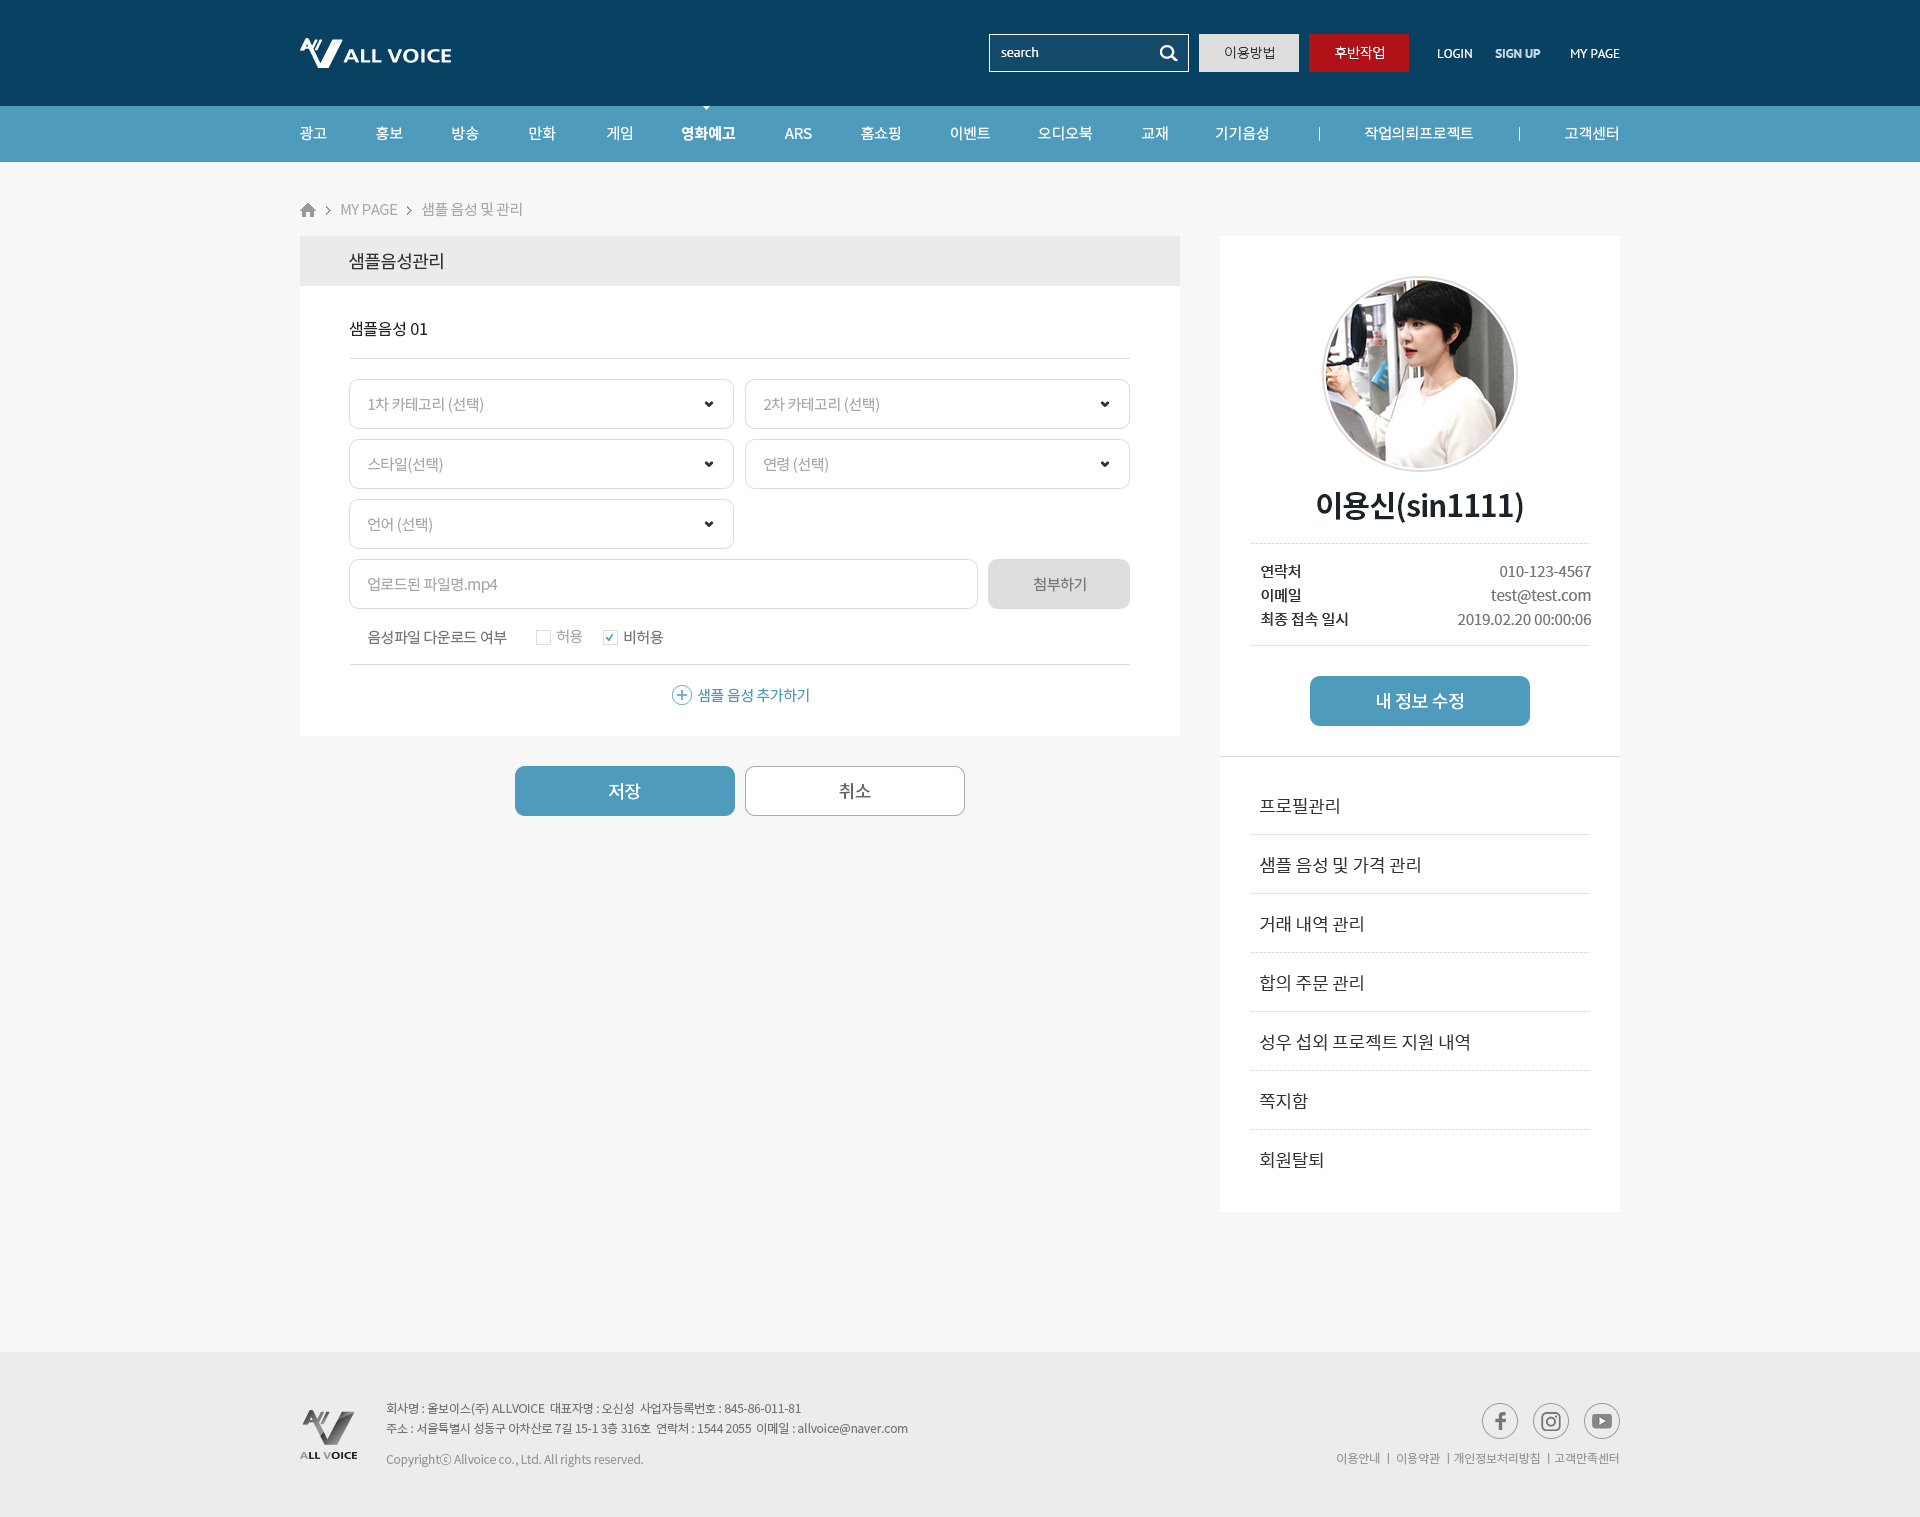 ALL VOICE
search
이용방법
후반작업
LOGIN
SIGN UP
MY PAGE
광고
홍보
방송
만화
게임
영화예고
ARS
홈쇼핑
이벤트
오디오북
교재
기기음성
작업의뢰프로젝트
고객센터
MY PAGE
샘플 음성 및 관리
샘플음성관리
샘플음성 01
1차 카테고리 (선택)
2차 카테고리 (선택)
스타일(선택)
연령 (선택)
언어 (선택)
업로드된 파일명.mp4
첨부하기
음성파일 다운로드 여부
허용
비허용
샘플 음성 추가하기
저장
취소
이용신(sin1111)
연락처 010-123-4567
이메일 test@test.com
최종 접속 일시 2019.02.20 00:00:06
내 정보 수정
프로필관리
샘플 음성 및 가격 관리
거래 내역 관리
합의 주문 관리
성우 섭외 프로젝트 지원 내역
쪽지함
회원탈퇴
ALL VOICE
회사명 : 올보이스(주) ALLVOICE 대표자명 : 오신성 사업자등록번호 : 845-86-011-81
주소 : 서울특별시 성동구 아차산로 7길 15-1 3층 316호 연락처 : 1544 2055 이메일 : allvoice@naver.com
Copyrightⓒ Allvoice co., Ltd. All rights reserved.
이용안내 | 이용약관 | 개인정보처리방침 | 고객만족센터